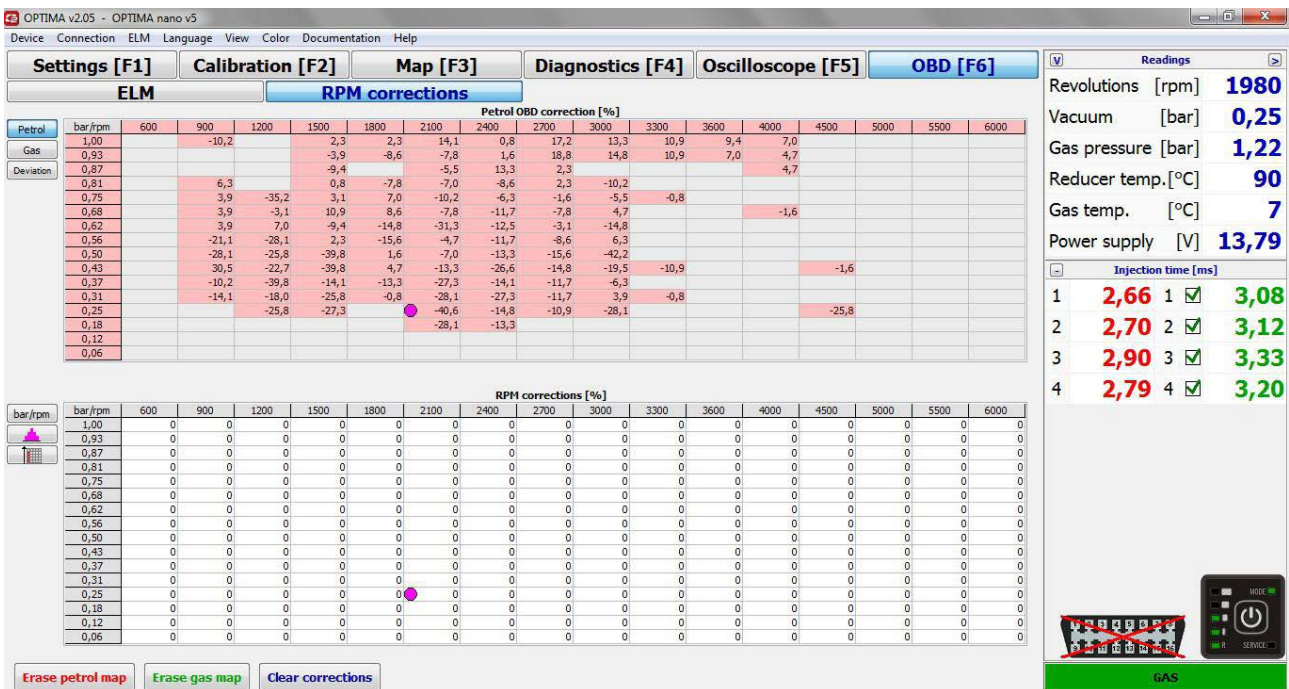 OPTIMA v2.05 - OPTIMA nano v5
Device Connection ELM Language View Color Documentation Help
Settings [F1] Calibration [F2] Map [F3] Diagnostics [F4] Oscilloscope [F5] OBD [F6]
ELM RPM corrections
Petrol OBD correction [%]
Petrol
Gas
Deviation
bar/rpm 600 900 1200 1500 1800 2100 2400 2700 3000 3300 3600 4000 4500 5000 5500 6000
1,00 -10,2 2,3 2,3 14,1 0,8 17,2 13,3 10,9 9,4 7,0
0,93 -3,9 -8,6 -7,8 1,6 18,8 14,8 10,9 7,0 4,7
0,87 -9,4 -5,5 13,3 2,3 4,7
0,81 6,3 0,8 -7,8 -7,0 -8,6 2,3 -10,2
0,75 3,9 -35,2 3,1 7,0 -10,2 -6,3 -1,6 -5,5 -0,8
0,68 3,9 -3,1 10,9 8,6 -7,8 -11,7 -7,8 4,7 -1,6
0,62 3,9 7,0 -9,4 -14,8 -31,3 -12,5 -3,1 -14,8
0,56 -21,1 -28,1 2,3 -15,6 -4,7 -11,7 -8,6 6,3
0,50 -28,1 -25,8 -39,8 1,6 -7,0 -13,3 -15,6 -42,2
0,43 30,5 -22,7 -39,8 4,7 -13,3 -26,6 -14,8 -19,5 -10,9 -1,6
0,37 -10,2 -39,8 -14,1 -13,3 -27,3 -14,1 -11,7 -6,3
0,31 -14,1 -18,0 -25,8 -0,8 -28,1 -27,3 -11,7 3,9 -0,8
0,25 -25,8 -27,3 -40,6 -14,8 -10,9 -28,1 -25,8
0,18 -28,1 -13,3
0,12
0,06
RPM corrections [%]
bar/rpm
bar/rpm 600 900 1200 1500 1800 2100 2400 2700 3000 3300 3600 4000 4500 5000 5500 6000
1,00 0 0 0 0 0 0 0 0 0 0 0 0 0 0 0 0
0,93 0 0 0 0 0 0 0 0 0 0 0 0 0 0 0 0
0,87 0 0 0 0 0 0 0 0 0 0 0 0 0 0 0 0
0,81 0 0 0 0 0 0 0 0 0 0 0 0 0 0 0 0
0,75 0 0 0 0 0 0 0 0 0 0 0 0 0 0 0 0
0,68 0 0 0 0 0 0 0 0 0 0 0 0 0 0 0 0
0,62 0 0 0 0 0 0 0 0 0 0 0 0 0 0 0 0
0,56 0 0 0 0 0 0 0 0 0 0 0 0 0 0 0 0
0,50 0 0 0 0 0 0 0 0 0 0 0 0 0 0 0 0
0,43 0 0 0 0 0 0 0 0 0 0 0 0 0 0 0 0
0,37 0 0 0 0 0 0 0 0 0 0 0 0 0 0 0 0
0,31 0 0 0 0 0 0 0 0 0 0 0 0 0 0 0 0
0,25 0 0 0 0 0 0 0 0 0 0 0 0 0 0 0 0
0,18 0 0 0 0 0 0 0 0 0 0 0 0 0 0 0 0
0,12 0 0 0 0 0 0 0 0 0 0 0 0 0 0 0 0
0,06 0 0 0 0 0 0 0 0 0 0 0 0 0 0 0 0
Erase petrol map Erase gas map Clear corrections
V Readings >
Revolutions [rpm] 1980
Vacuum [bar] 0,25
Gas pressure [bar] 1,22
Reducer temp.[°C] 90
Gas temp. [°C] 7
Power supply [V] 13,79
- Injection time [ms]
1 2,66 1 3,08
2 2,70 2 3,12
3 2,90 3 3,33
4 2,79 4 3,20
1 2 3 4 5 6 7 8
9 10 11 12 13 14 15 16
MODE
R SERVICE
GAS